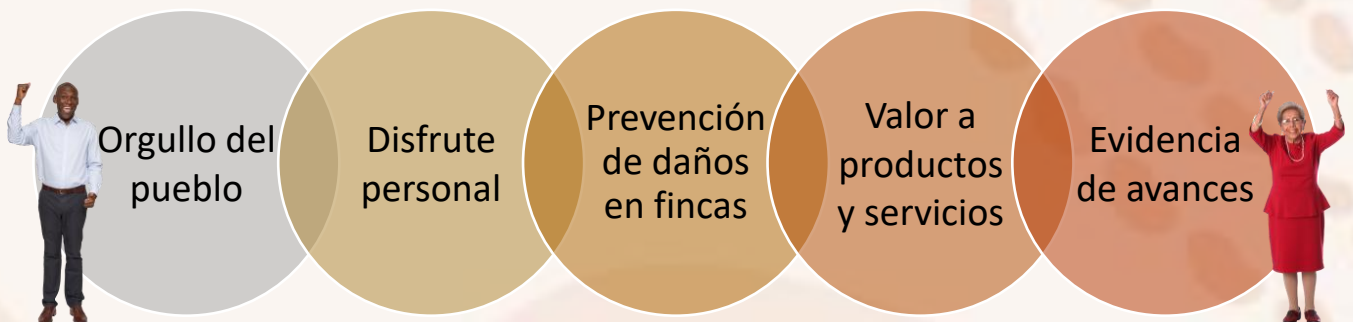 Orgullo del
pueblo
Disfrute
personal
Prevención
de daños
en fincas
Valor a
productos
y servicios
Evidencia
de avances